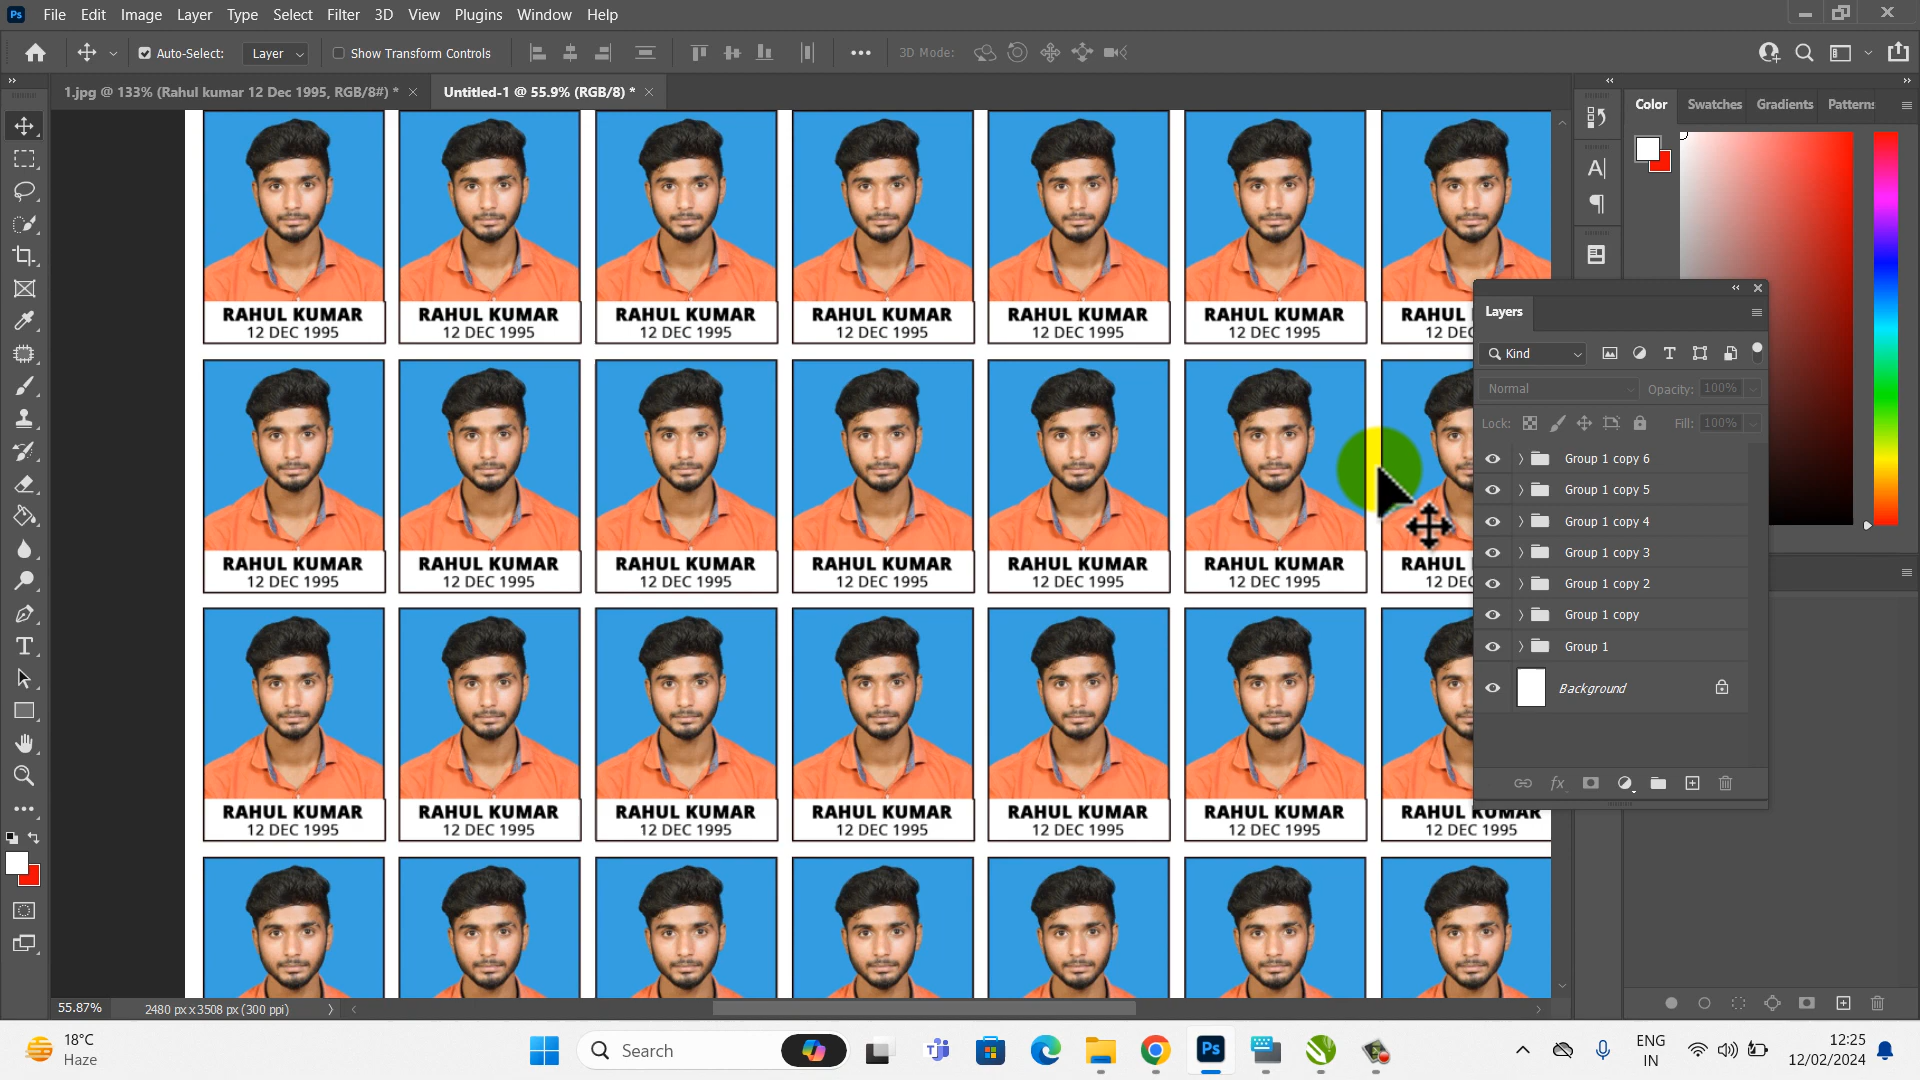 Ps File Edit Image Layer Type Select Filter 3D View Plugins Window Help
Auto-Select: Layer Show Transform Controls 3D Mode:
1.jpg @ 133% (Rahul kumar 12 Dec 1995, RGB/8#) * × Untitled-1 @ 55.9% (RGB/8) * ×
Color Swatches Gradients Patterns
RAHUL KUMAR RAHUL KUMAR RAHUL KUMAR RAHUL KUMAR RAHUL KUMAR RAHUL KUMAR RAHUL
12 DEC 1995 12 DEC 1995 12 DEC 1995 12 DEC 1995 12 DEC 1995 12 DEC 1995 12 DE
RAHUL KUMAR RAHUL KUMAR RAHUL KUMAR RAHUL KUMAR RAHUL KUMAR RAHUL KUMAR RAHUL
12 DEC 1995 12 DEC 1995 12 DEC 1995 12 DEC 1995 12 DEC 1995 12 DEC 1995 12 DE
RAHUL KUMAR RAHUL KUMAR RAHUL KUMAR RAHUL KUMAR RAHUL KUMAR RAHUL KUMAR RAHUL KUMAR
12 DEC 1995 12 DEC 1995 12 DEC 1995 12 DEC 1995 12 DEC 1995 12 DEC 1995 12 DEC 1995
Layers
Kind
Normal Opacity: 100%
Lock: Fill: 100%
Group 1 copy 6
Group 1 copy 5
Group 1 copy 4
Group 1 copy 3
Group 1 copy 2
Group 1 copy
Group 1
Background
55.87% 2480 px x 3508 px (300 ppi)
18°C
Haze
Search
Ps
ENG
IN
12:25
12/02/2024